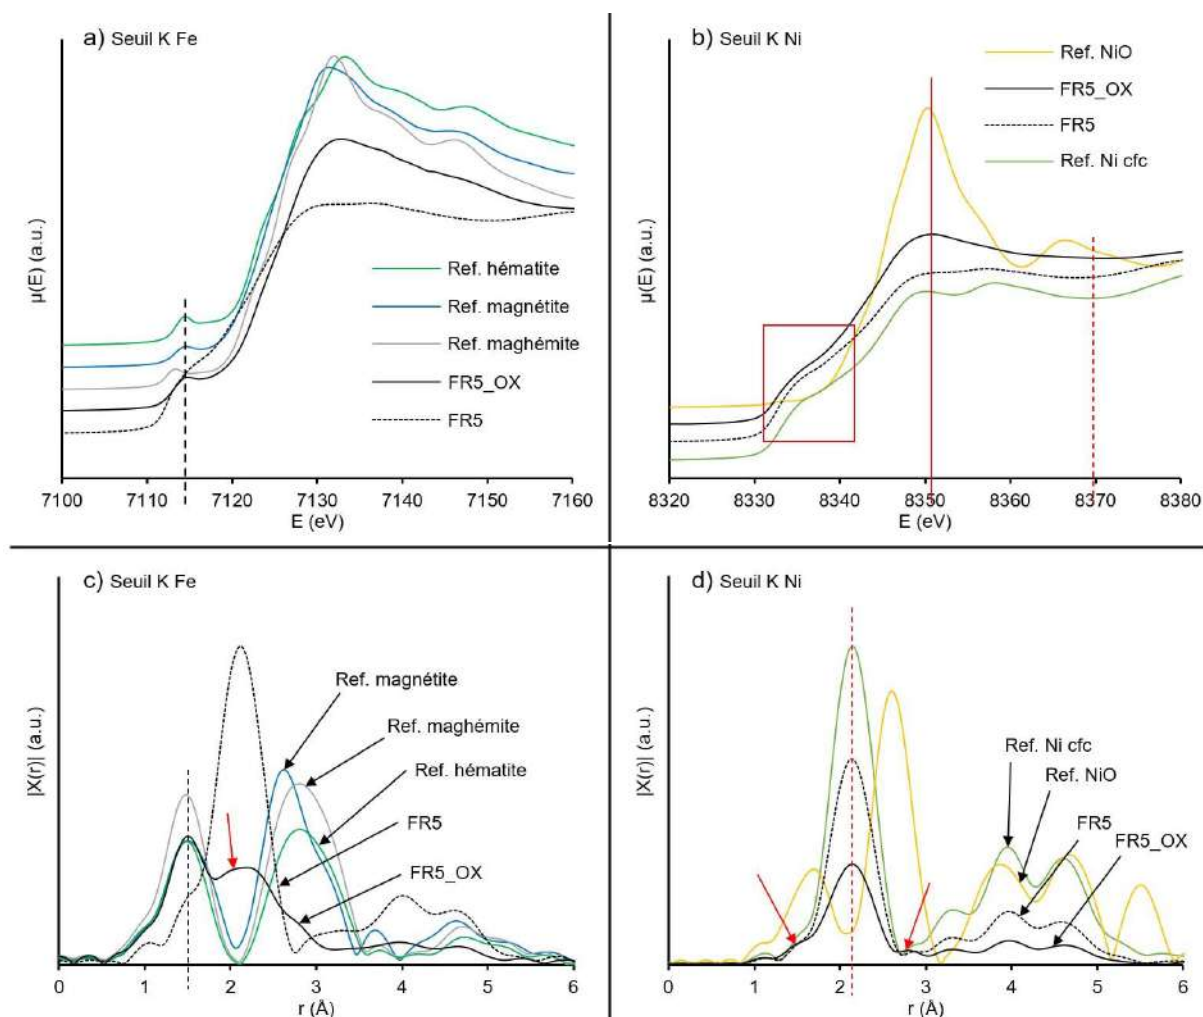 a) Seuil K Fe
μ(E) (a.u.)
Ref. hématite
Ref. magnétite
Ref. maghémite
FR5_OX
FR5
7100 7110 7120 7130 7140 7150 7160
E (eV)
b) Seuil K Ni
μ(E) (a.u.)
Ref. NiO
FR5_OX
FR5
Ref. Ni cfc
8320 8330 8340 8350 8360 8370 8380
E (eV)
c) Seuil K Fe
|X(r)| (a.u.)
Ref. magnétite
Ref. maghémite
Ref. hématite
FR5
FR5_OX
0 1 2 3 4 5 6
r (Å)
d) Seuil K Ni
|X(r)| (a.u.)
Ref. Ni cfc
Ref. NiO
FR5
FR5_OX
0 1 2 3 4 5 6
r (Å)